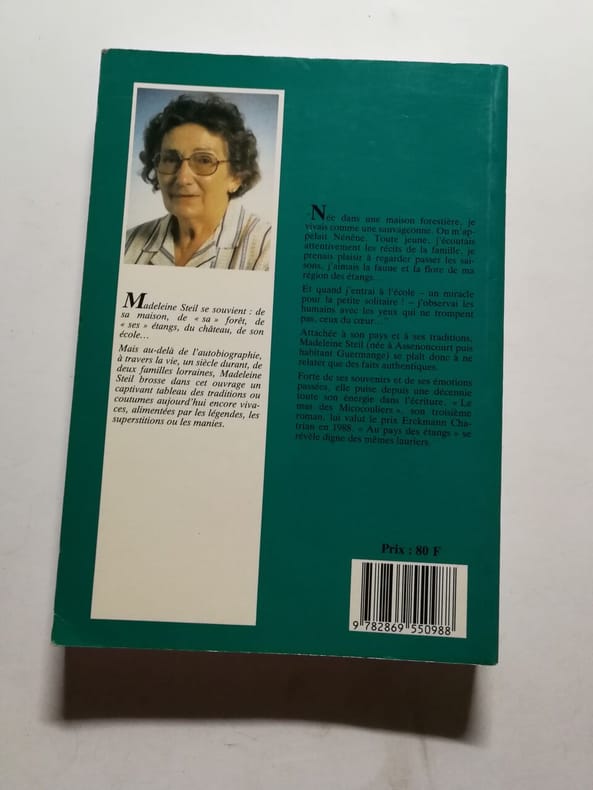 Madeleine Steil se souvient : de
sa maison, de « sa » forêt, de
« ses » étangs, du château, de son
école…
Mais au-delà de l'autobiographie,
à travers la vie, un siècle durant, de
deux familles lorraines, Madeleine
Steil brosse dans cet ouvrage un
captivant tableau des traditions ou
coutumes aujourd'hui encore viva-
ces, alimentées par les légendes, les
superstitions ou les manies.
"Née dans une maison forestière, je
vivais comme une sauvageonne. On m'ap-
pelait Nénène. Toute jeune, j'écoutais
attentivement les récits de la famille, je
prenais plaisir à regarder passer les sai-
sons, j'aimais la faune et la flore de ma
région des étangs.
Et quand j'entrai à l'école – un miracle
pour la petite solitaire ! – j'observai les
humains avec les yeux qui ne trompent
pas, ceux du cœur…"
Attachée à son pays et à ses traditions,
Madeleine Steil (née à Assenoncourt puis
habitant Guermange) se plaît donc à ne
relater que des faits authentiques.
Forte de ses souvenirs et de ses émotions
passées, elle puise depuis une décennie
toute son énergie dans l'écriture. « Le
mas des Micocouliers », son troisième
roman, lui valut le prix Erckmann Cha-
trian en 1988. « Au pays des étangs » se
révèle digne des mêmes lauriers.
Prix : 80 F
9 782869 550988